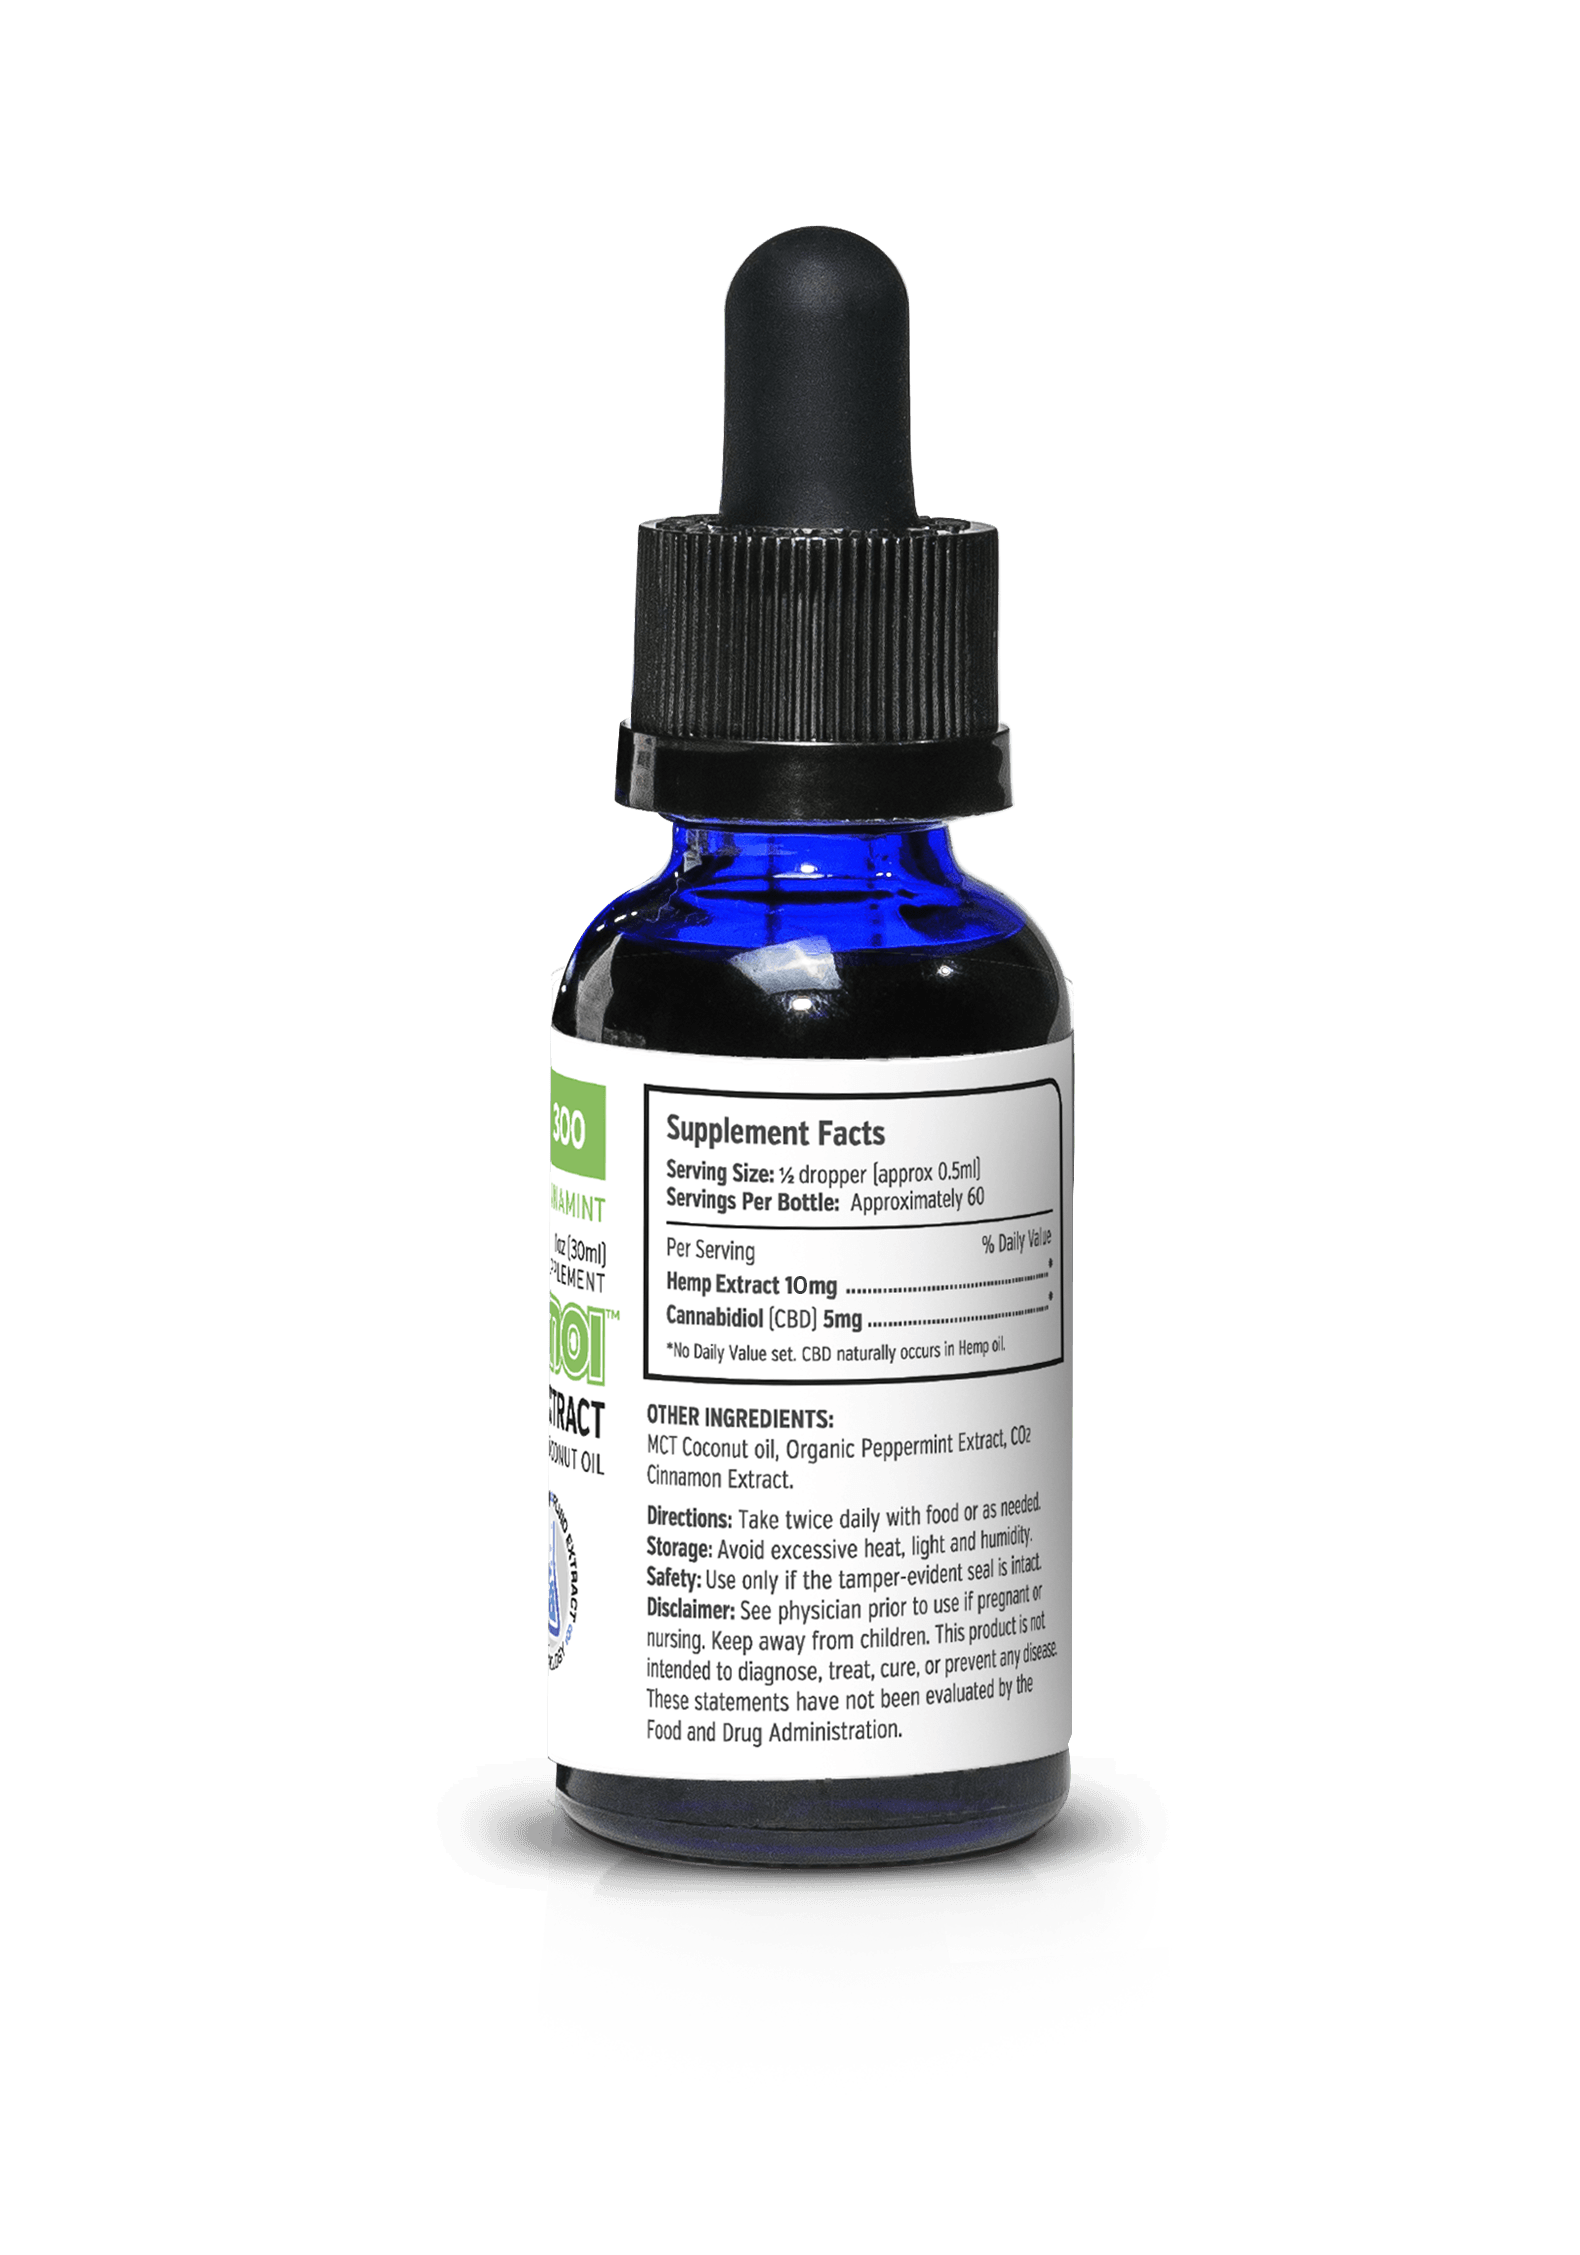 300
1oz (30ml)
™
OIL
Supplement Facts
Serving Size: ½ dropper (approx 0.5ml)
Servings Per Bottle: Approximately 60
Per Serving % Daily Value
Hemp Extract 10mg ........................ *
Cannabidiol (CBD) 5mg ........................ *
*No Daily Value set. CBD naturally occurs in Hemp oil.
OTHER INGREDIENTS:
MCT Coconut oil, Organic Peppermint Extract, CO2
Cinnamon Extract.
Directions: Take twice daily with food or as needed.
Storage: Avoid excessive heat, light and humidity.
Safety: Use only if the tamper-evident seal is intact.
Disclaimer: See physician prior to use if pregnant or
nursing. Keep away from children. This product is not
intended to diagnose, treat, cure, or prevent any disease.
These statements have not been evaluated by the
Food and Drug Administration.
EXTRACT